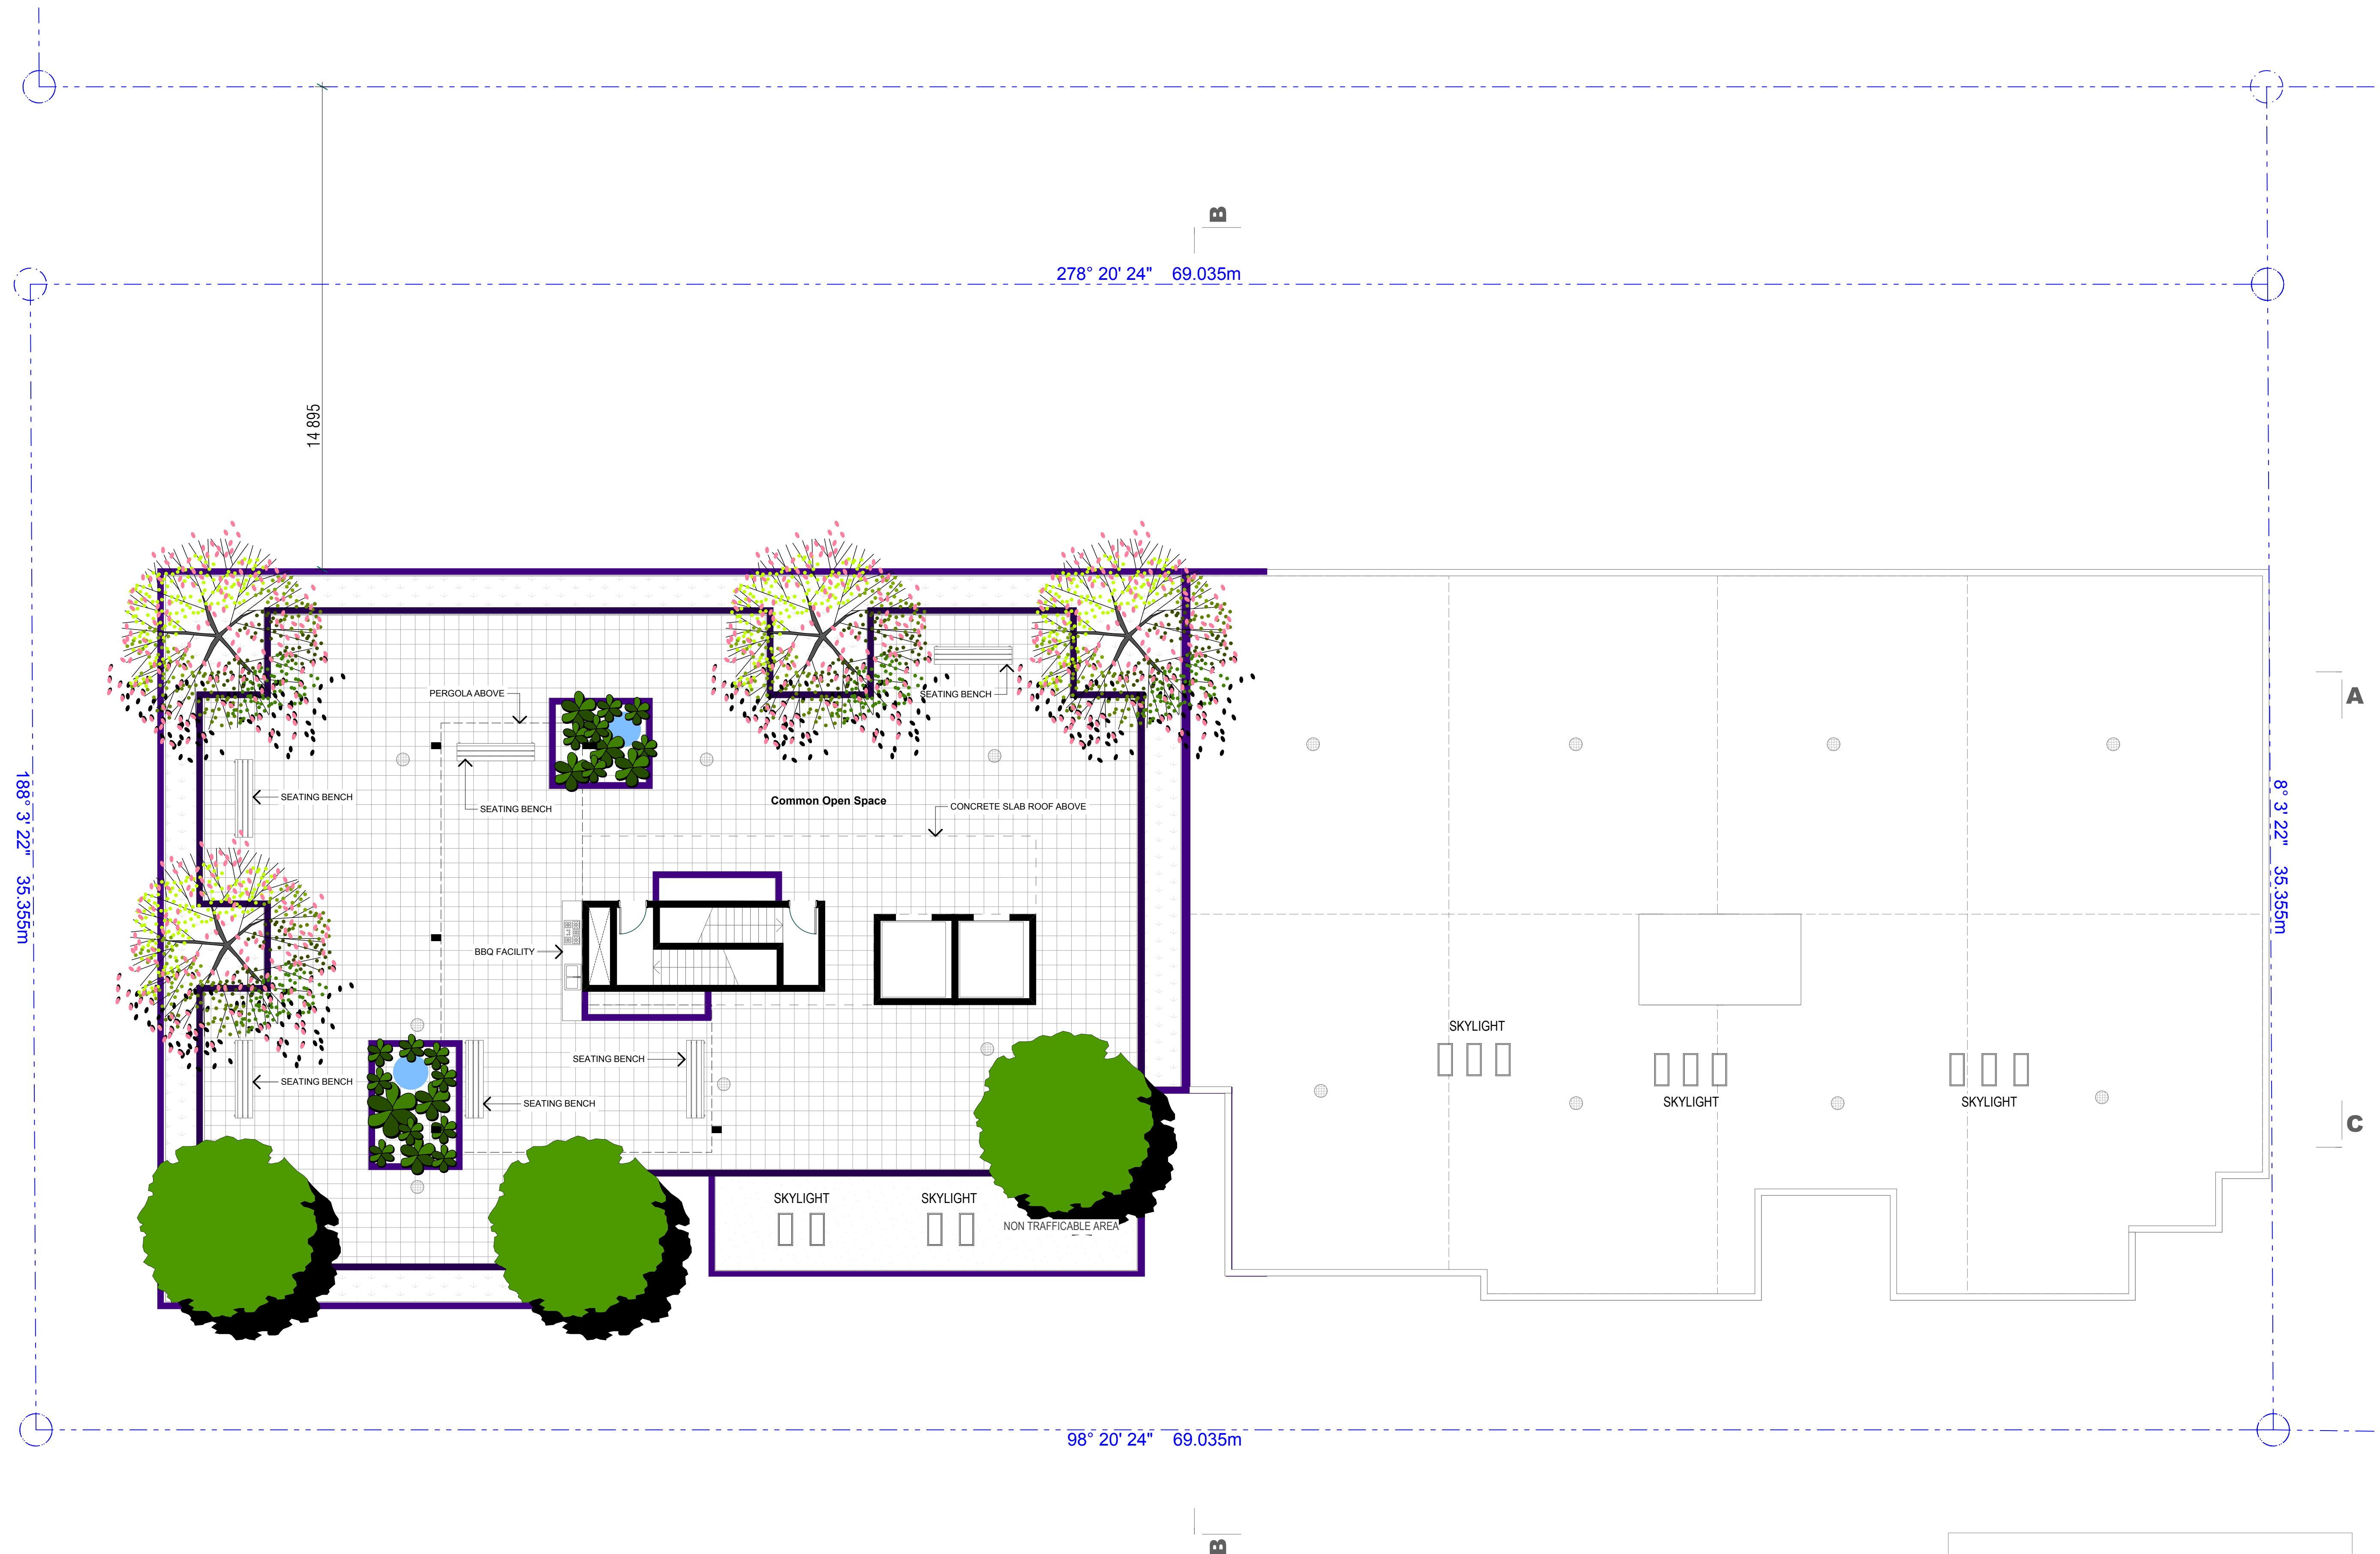 B
278° 20' 24"    69.035m
14 895
A
PERGOLA ABOVE
SEATING BENCH
SEATING BENCH
SEATING BENCH
Common Open Space
CONCRETE SLAB ROOF ABOVE
188° 3' 22"    35.355m
8° 3' 22"    35.355m
BBQ FACILITY
SKYLIGHT
SEATING BENCH
SEATING BENCH
SEATING BENCH
SKYLIGHT
SKYLIGHT
C
SKYLIGHT
SKYLIGHT
NON TRAFFICABLE AREA
98° 20' 24"    69.035m
B